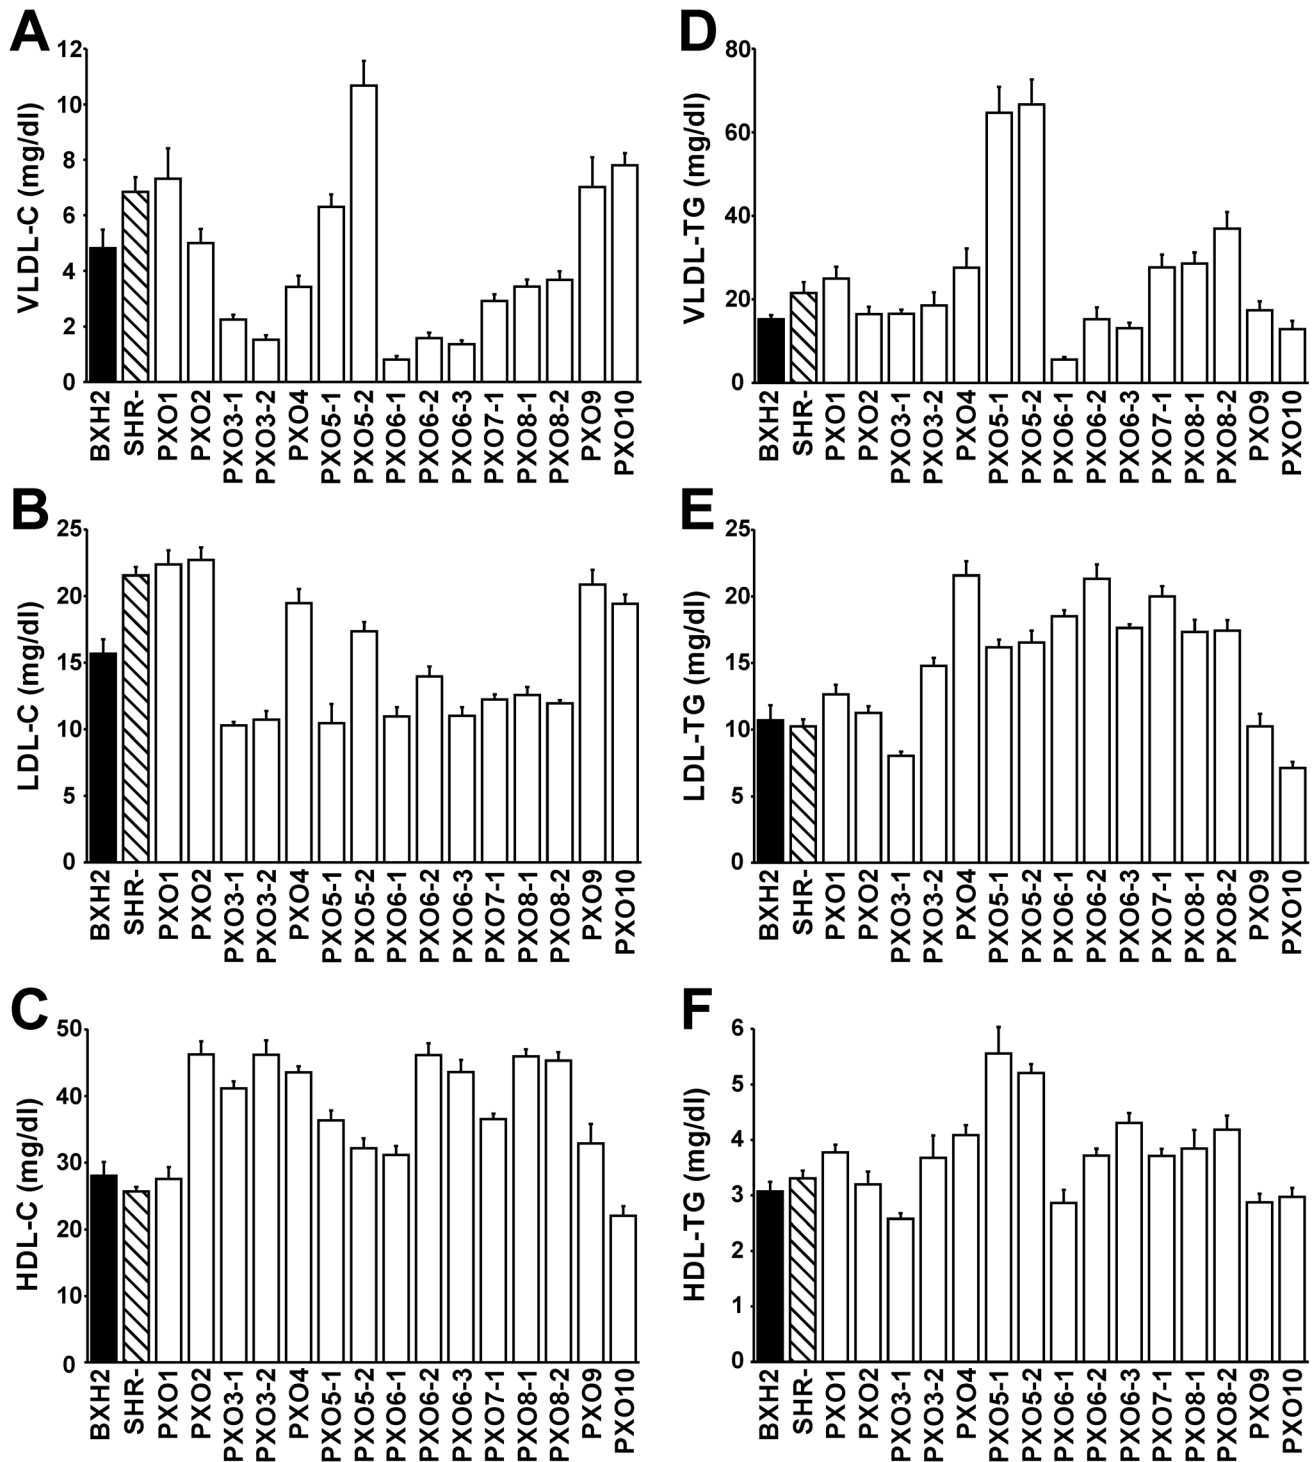 A
VLDL-C (mg/dl)
12
10
8
6
4
2
0
BXH2
SHR-
PXO1
PXO2
PXO3-1
PXO3-2
PXO4
PXO5-1
PXO5-2
PXO6-1
PXO6-2
PXO6-3
PXO7-1
PXO8-1
PXO8-2
PXO9
PXO10
D
VLDL-TG (mg/dl)
80
60
40
20
0
BXH2
SHR-
PXO1
PXO2
PXO3-1
PXO3-2
PXO4
PXO5-1
PXO5-2
PXO6-1
PXO6-2
PXO6-3
PXO7-1
PXO8-1
PXO8-2
PXO9
PXO10
B
LDL-C (mg/dl)
25
20
15
10
5
0
BXH2
SHR-
PXO1
PXO2
PXO3-1
PXO3-2
PXO4
PXO5-1
PXO5-2
PXO6-1
PXO6-2
PXO6-3
PXO7-1
PXO8-1
PXO8-2
PXO9
PXO10
E
LDL-TG (mg/dl)
25
20
15
10
5
0
BXH2
SHR-
PXO1
PXO2
PXO3-1
PXO3-2
PXO4
PXO5-1
PXO5-2
PXO6-1
PXO6-2
PXO6-3
PXO7-1
PXO8-1
PXO8-2
PXO9
PXO10
C
HDL-C (mg/dl)
50
40
30
20
10
0
BXH2
SHR-
PXO1
PXO2
PXO3-1
PXO3-2
PXO4
PXO5-1
PXO5-2
PXO6-1
PXO6-2
PXO6-3
PXO7-1
PXO8-1
PXO8-2
PXO9
PXO10
F
HDL-TG (mg/dl)
6
5
4
3
2
1
0
BXH2
SHR-
PXO1
PXO2
PXO3-1
PXO3-2
PXO4
PXO5-1
PXO5-2
PXO6-1
PXO6-2
PXO6-3
PXO7-1
PXO8-1
PXO8-2
PXO9
PXO10